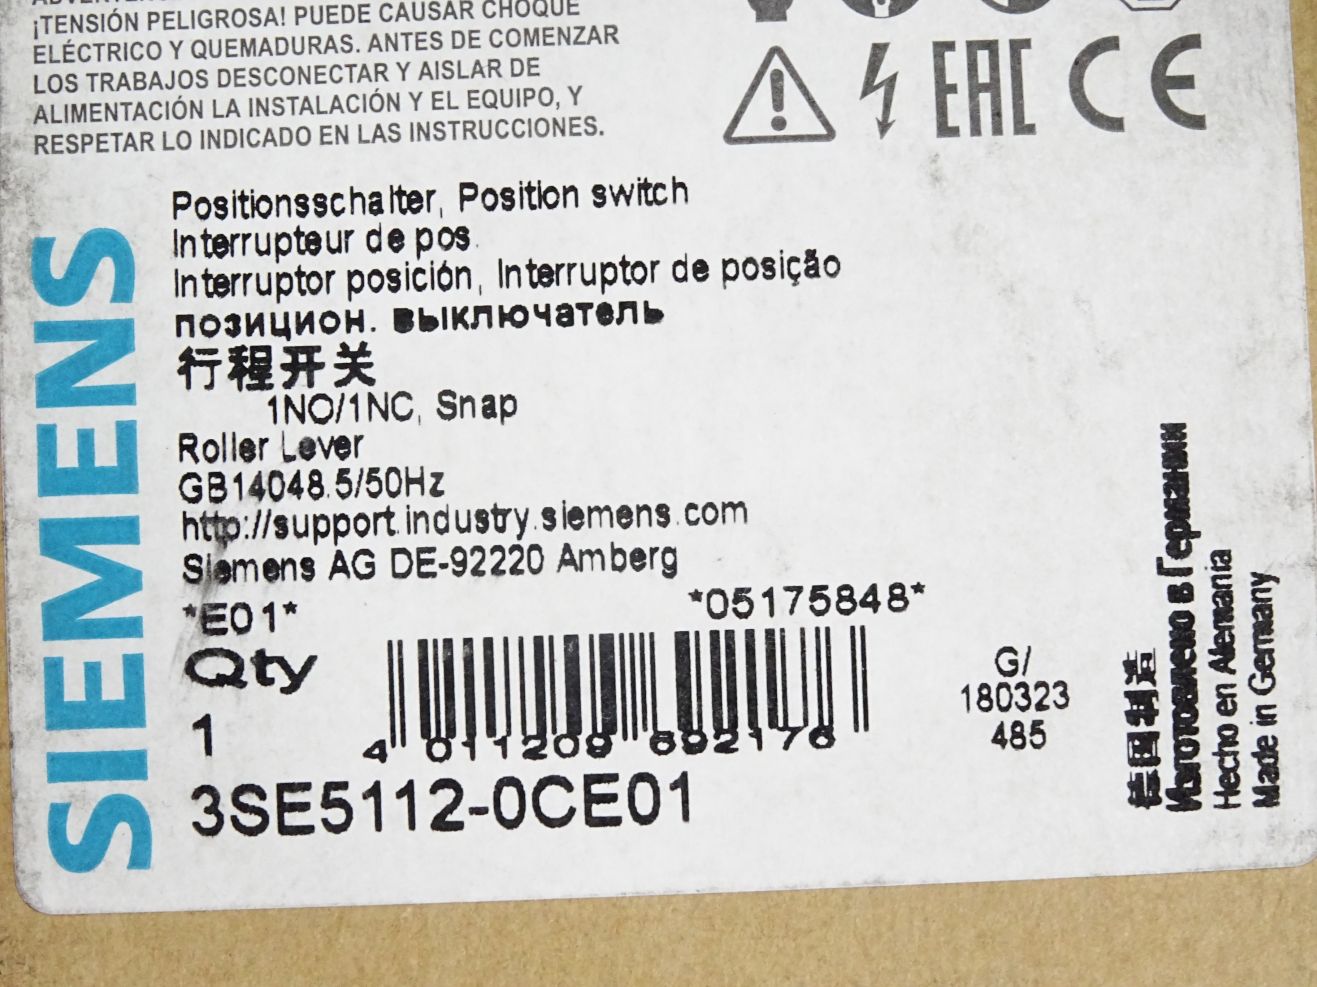 ¡TENSIÓN PELIGROSA! PUEDE CAUSAR CHOQUE
ELÉCTRICO Y QUEMADURAS. ANTES DE COMENZAR
LOS TRABAJOS DESCONECTAR Y AISLAR DE
ALIMENTACIÓN LA INSTALACIÓN Y EL EQUIPO, Y
RESPETAR LO INDICADO EN LAS INSTRUCCIONES.
EAC CE
SIEMENS
Positionsschalter, Position switch
Interrupteur de pos.
Interruptor posición, Interruptor de posição
позицион. выключатель
行程开关
1NO/1NC, Snap
Roller Lever
GB14048.5/50Hz
http://support.industry.siemens.com
Siemens AG DE-92220 Amberg
*E01*
*05175848*
Qty
1
4 011209 692176
3SE5112-0CE01
G/
180323
485
德国制造
Изготовлено в Германии
Hecho en Alemania
Made in Germany